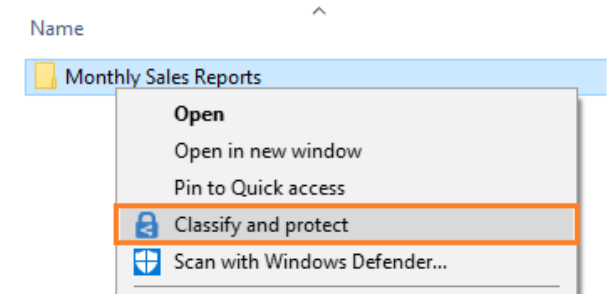 Name
Monthly Sales Reports
Open
Open in new window
Pin to Quick access
Classify and protect
Scan with Windows Defender...